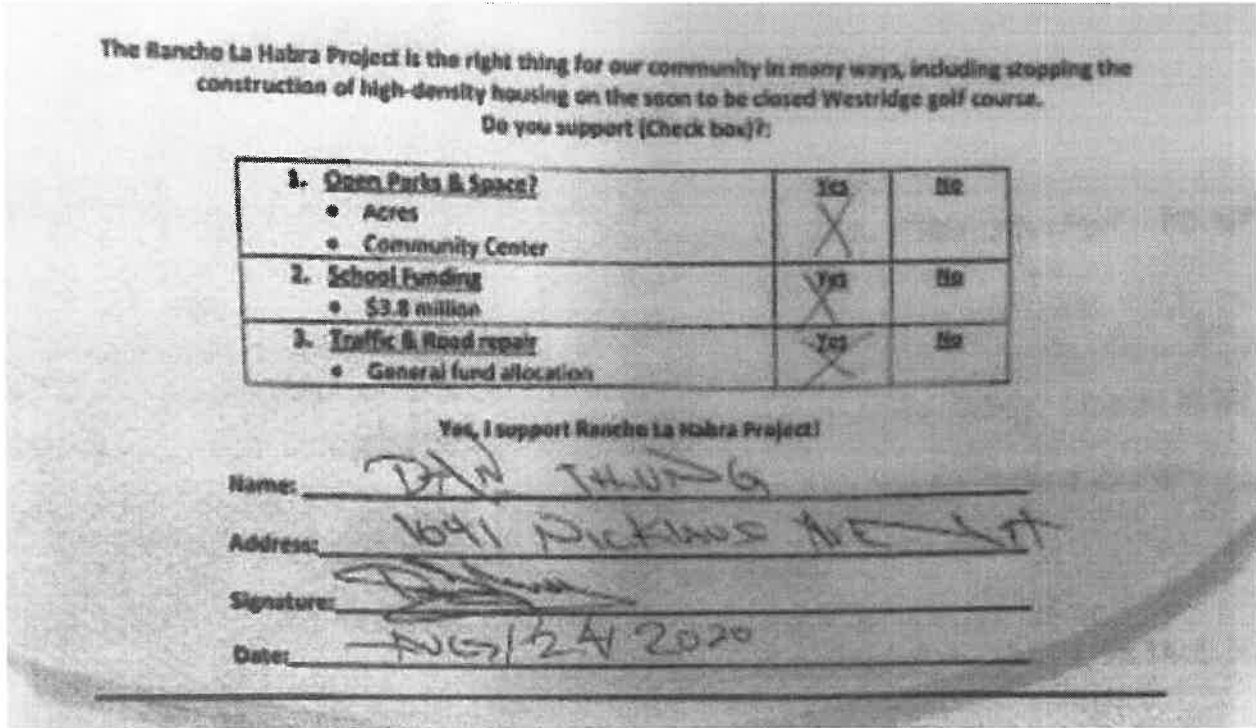 The Rancho La Habra Project is the right thing for our community in many ways, including stopping the
construction of high-density housing on the soon to be closed Westridge golf course.
Do you support (Check box)?:
1. Open Parks & Space? Yes No
• Acres
• Community Center
2. School Funding Yes No
• $3.8 million
3. Traffic & Road repair Yes No
• General fund allocation
Yes, I support Rancho La Habra Project!
Name: DAN
Address: 1641 Nicklaus AVE
Signature:
Date: AUG/24/2020